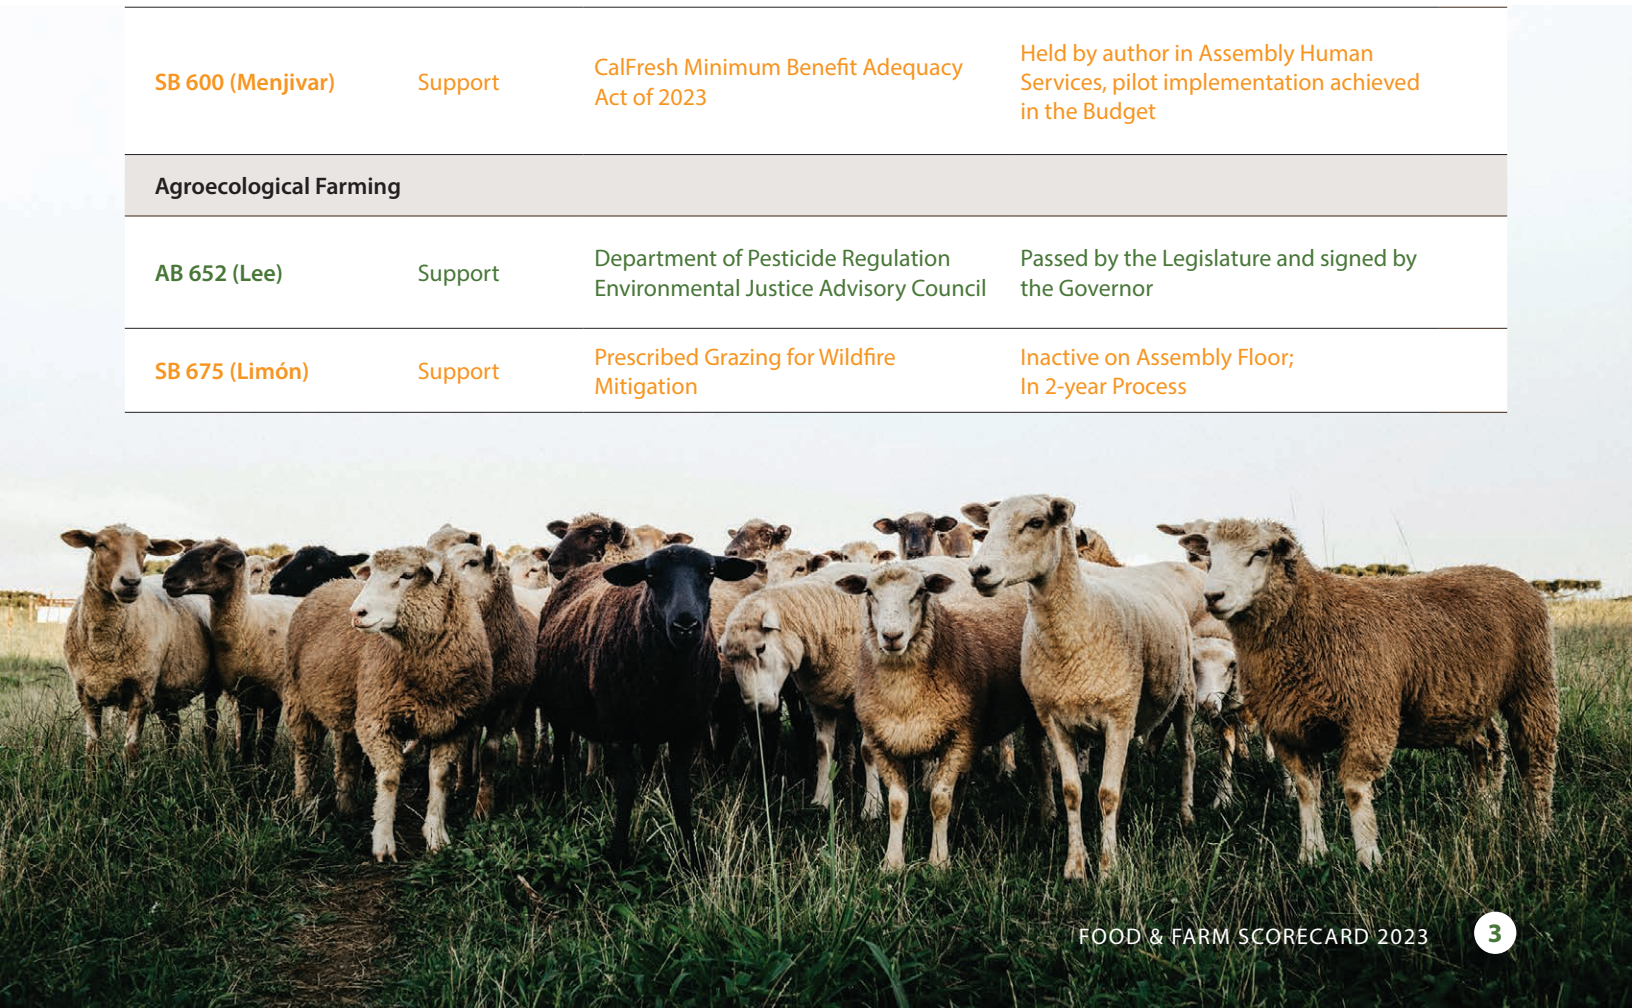 SB 600 (Menjivar)
Support
CalFresh Minimum Benefit Adequacy
Act of 2023
Held by author in Assembly Human
Services, pilot implementation achieved
in the Budget
Agroecological Farming
AB 652 (Lee)
Support
Department of Pesticide Regulation
Environmental Justice Advisory Council
Passed by the Legislature and signed by
the Governor
SB 675 (Limón)
Support
Prescribed Grazing for Wildfire
Mitigation
Inactive on Assembly Floor;
In 2-year Process
FOOD & FARM SCORECARD 2023
3